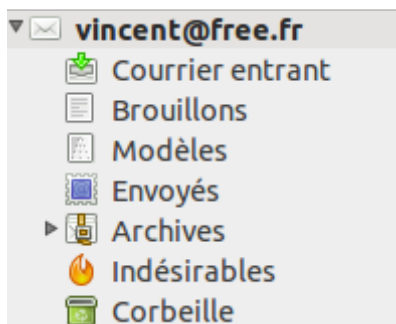 vincent@free.fr
Courrier entrant
Brouillons
Modèles
Envoyés
Archives
Indésirables
Corbeille